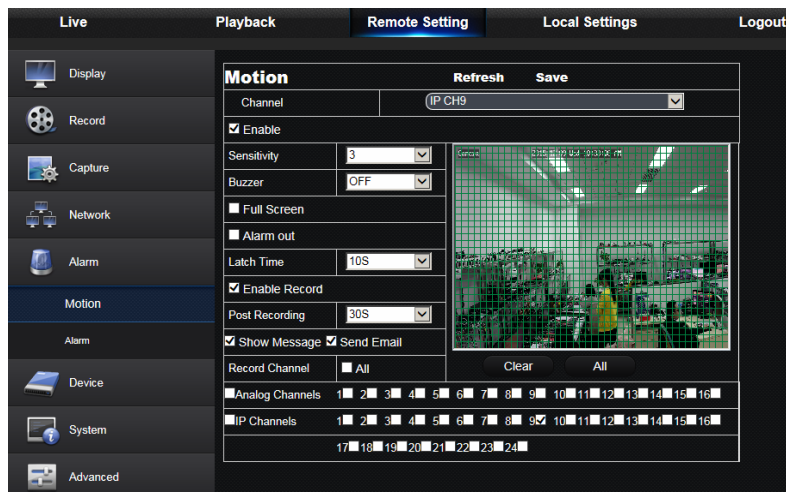 Live Playback Remote Setting Local Settings Logout
Display
Record
Capture
Network
Alarm
Motion
Alarm
Device
System
Advanced
Motion Refresh Save
Channel IP CH9
Enable
Sensitivity 3
Buzzer OFF
Full Screen
Alarm out
Latch Time 10S
Enable Record
Post Recording 30S
Show Message Send Email
Record Channel All
Clear All
Analog Channels 1 2 3 4 5 6 7 8 9 10 11 12 13 14 15 16
IP Channels 1 2 3 4 5 6 7 8 9 10 11 12 13 14 15 16
17 18 19 20 21 22 23 24